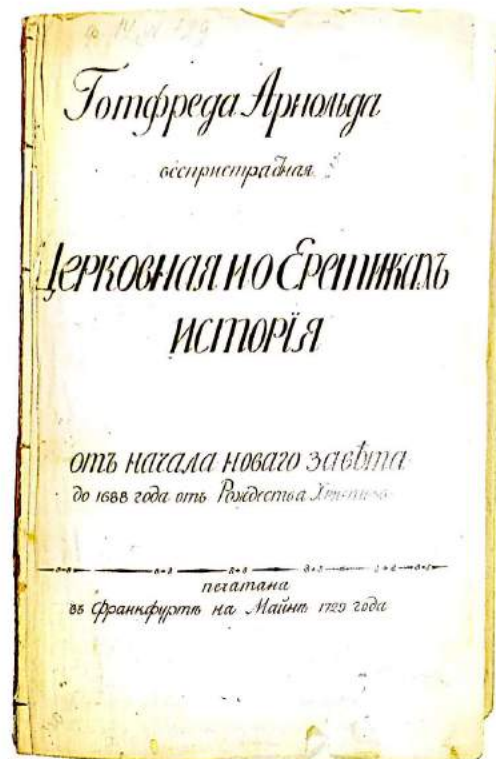 Готфреда Арнольда
беспристрастная
Церковная и о Еретикахъ
исторія
отъ начала новаго завѣта
до 1688 года отъ Рождества Христова
печатана
въ Франкфуртѣ на Майнѣ 1729 года